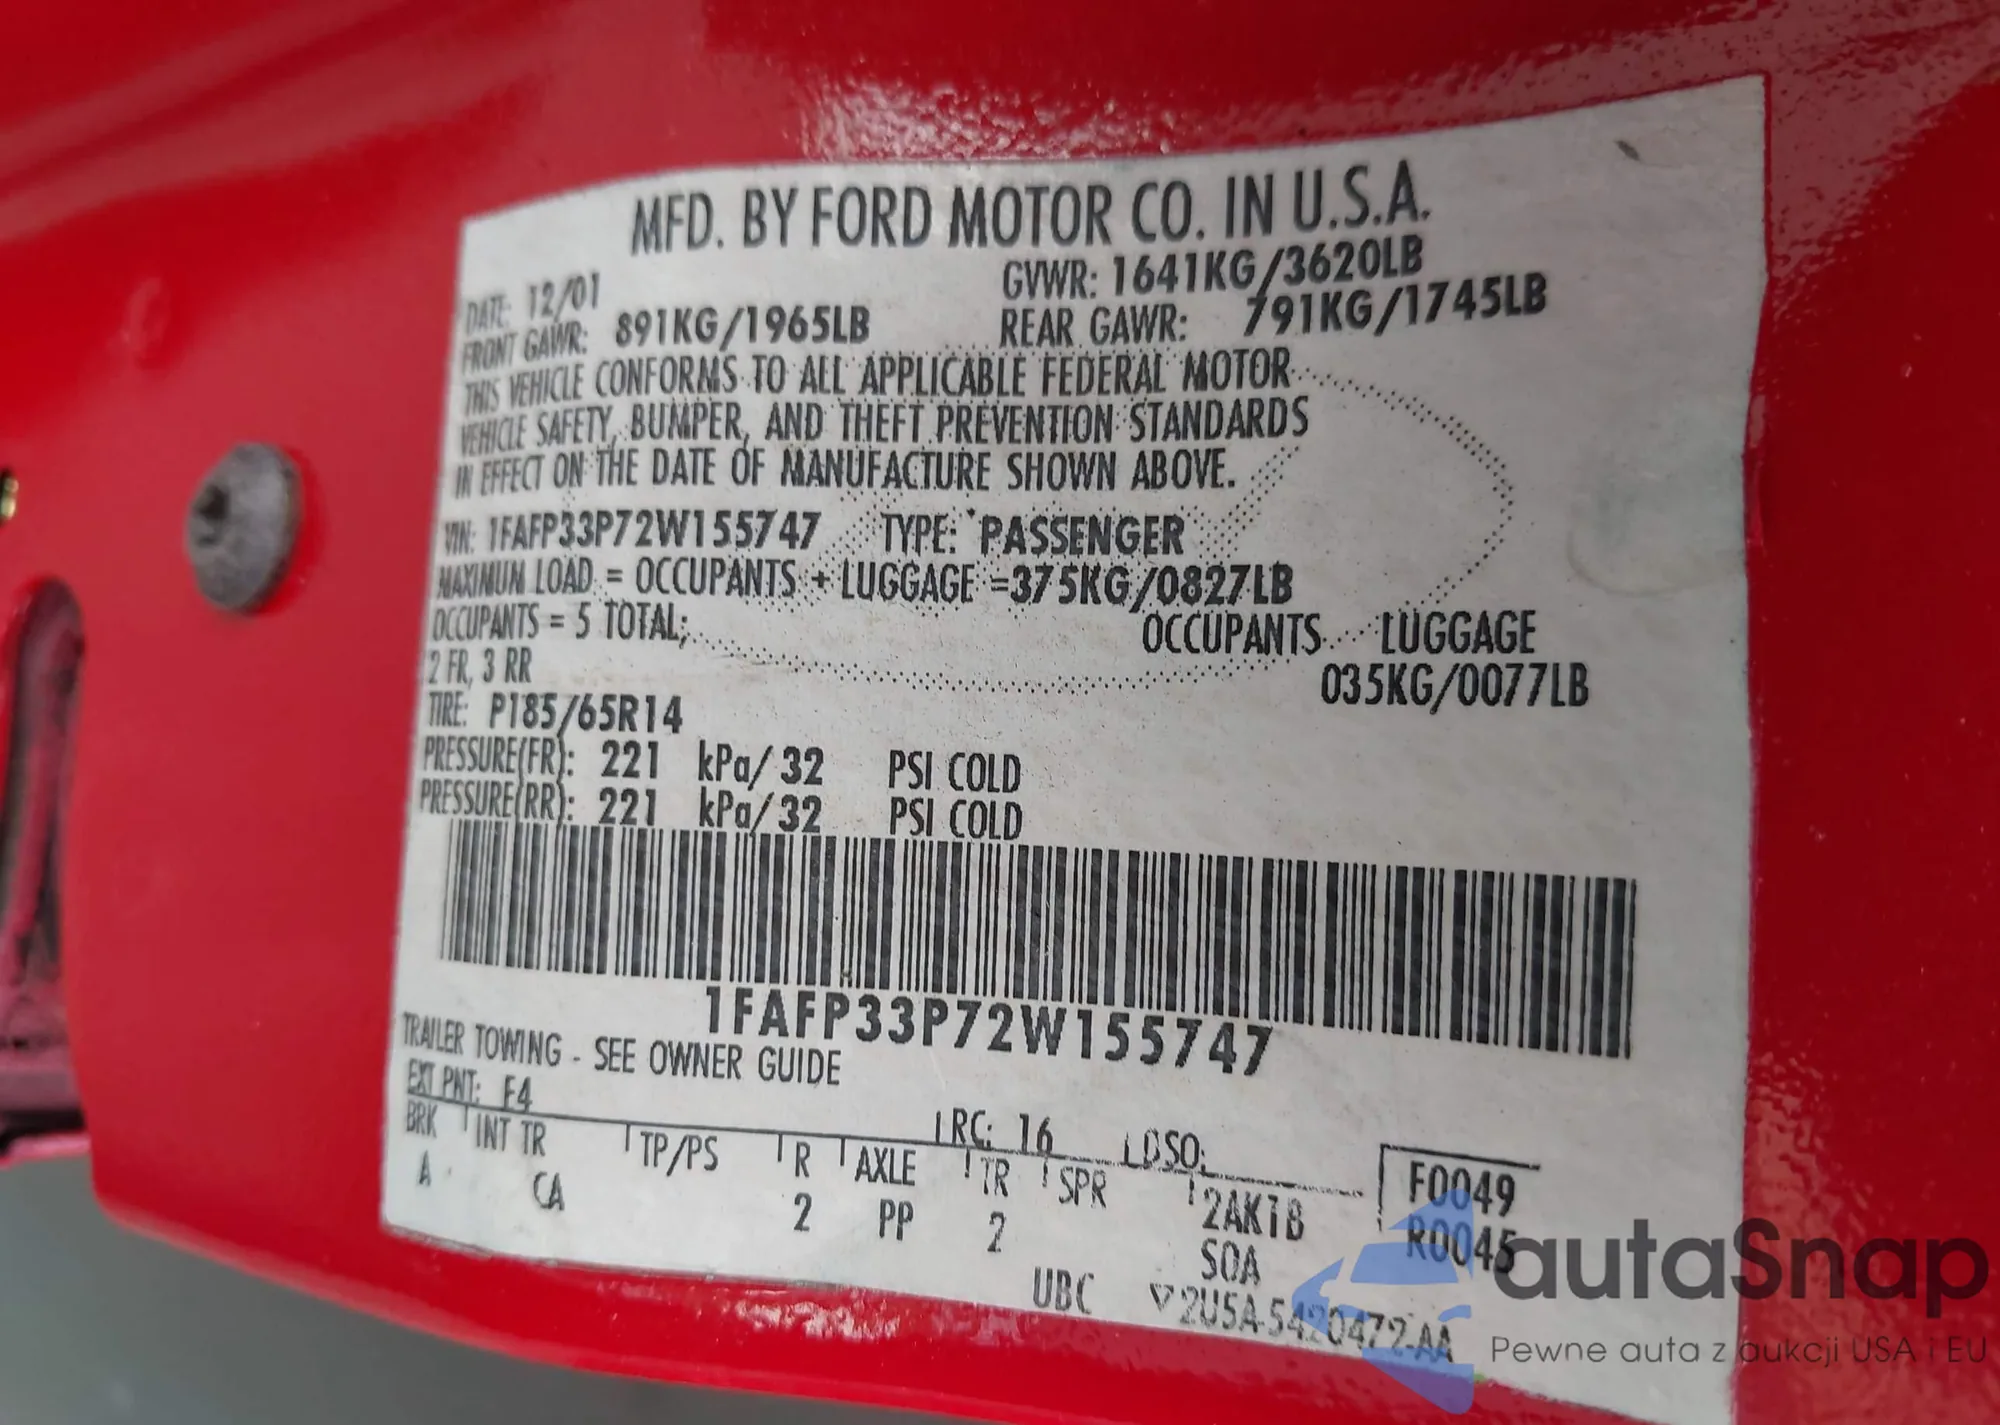 MFD. BY FORD MOTOR CO. IN U.S.A.
DATE: 12/01 GVWR: 1641KG/3620LB
FRONT GAWR: 891KG/1965LB REAR GAWR: 791KG/1745LB
THIS VEHICLE CONFORMS TO ALL APPLICABLE FEDERAL MOTOR
VEHICLE SAFETY, BUMPER, AND THEFT PREVENTION STANDARDS
IN EFFECT ON THE DATE OF MANUFACTURE SHOWN ABOVE.
VIN: 1FAFP33P72W155747 TYPE: PASSENGER
MAXIMUN LOAD = OCCUPANTS + LUGGAGE =375KG/0827LB
OCCUPANTS = 5 TOTAL; OCCUPANTS LUGGAGE
2 FR, 3 RR 035KG/0077LB
TIRE: P185/65R14
PRESSURE(FR): 221 kPa/32 PSI COLD
PRESSURE(RR): 221 kPa/32 PSI COLD
1FAFP33P72W155747
TRAILER TOWING - SEE OWNER GUIDE
EXT PNT: E4 RC: 16 DSO:
BRK INT TR TP/PS R AXLE TR SPR 2AKTB F0049
A CA 2 PP 2 SOA R0045
UBC ▽2U5A-5420472-AA
autaSnap
Pewne auta z aukcji USA i EU